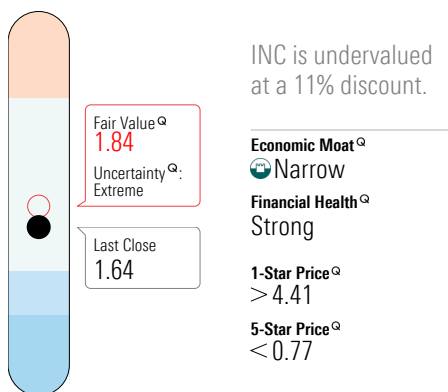 INC is undervalued
at a 11% discount.
Fair Value Q
1.84
Uncertainty Q:
Extreme
Last Close
1.64
Economic Moat Q
Narrow
Financial Health Q
Strong
1-Star Price Q
>4.41
5-Star Price Q
<0.77